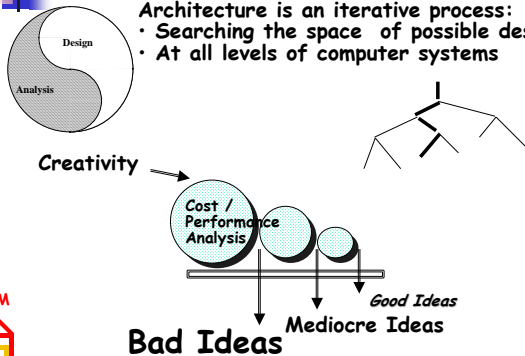 Architecture is an iterative process:
• Searching the space of possible
• At all levels of computer systems
Design
Analysis
Creativity
Cost /
Performance
Analysis
Good Ideas
Mediocre Ideas
Bad Ideas